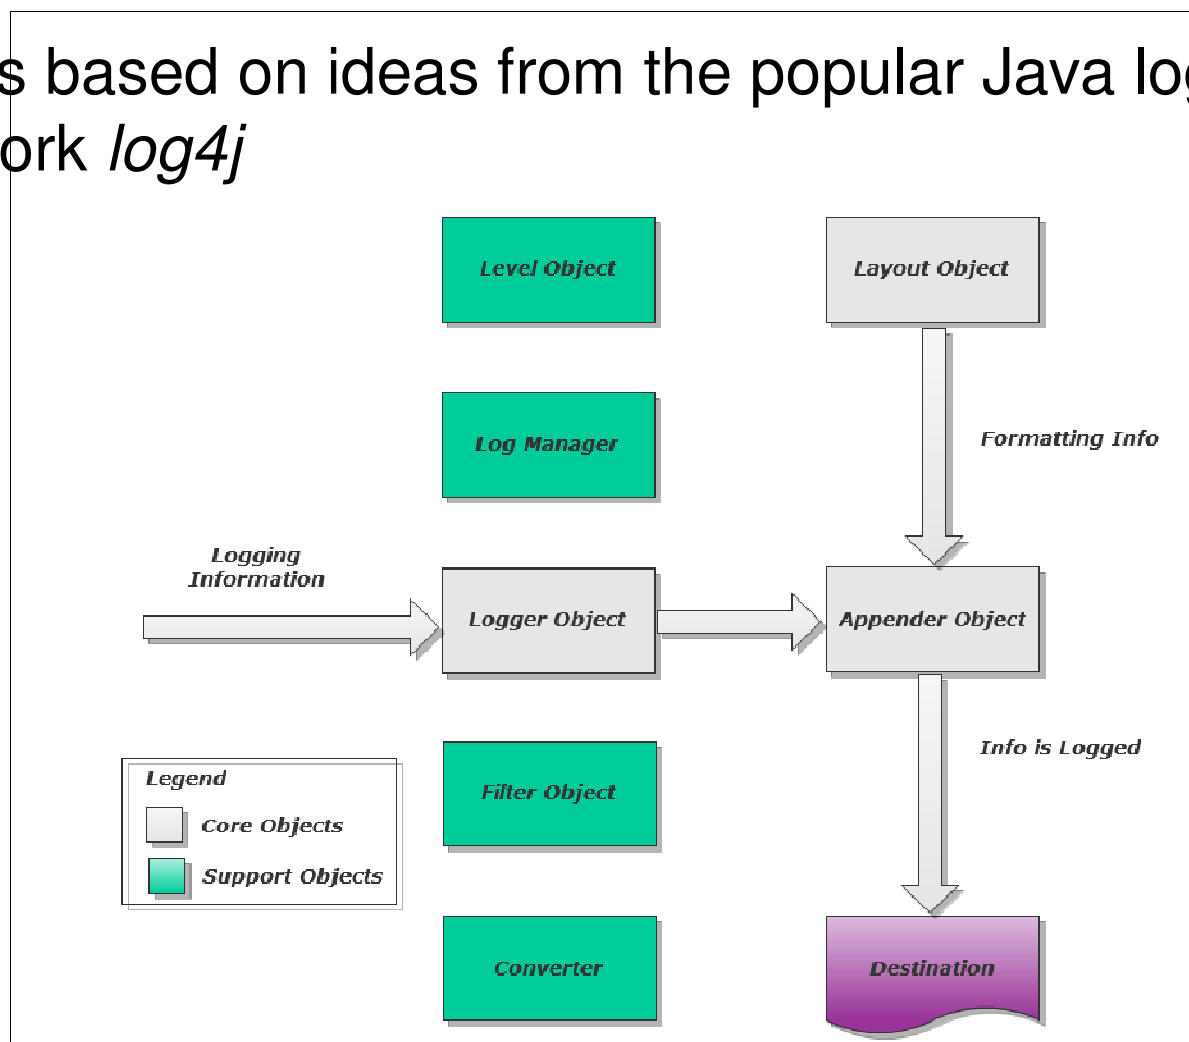 s based on ideas from the popular Java log
ork log4j
Level Object
Layout Object
Log Manager
Formatting Info
Logging
Information
Logger Object
Appender Object
Filter Object
Info is Logged
Legend
Core Objects
Support Objects
Converter
Destination